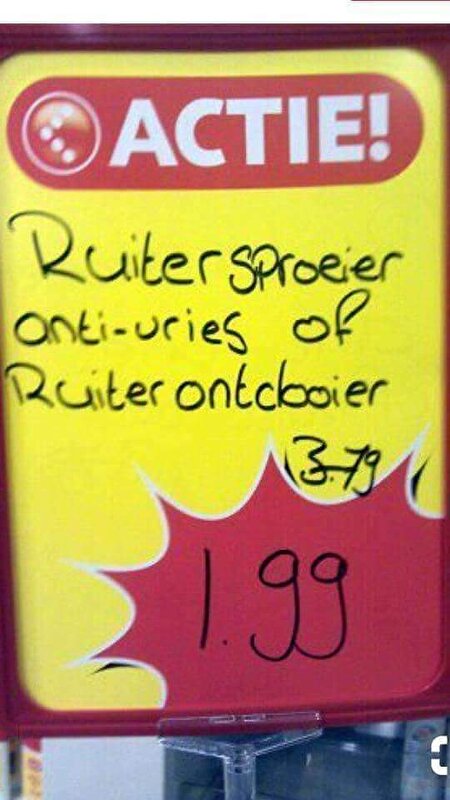 ACTIE!
Ruitersproeier
anti-vries of
Ruiterontdooier
3.79
1.99